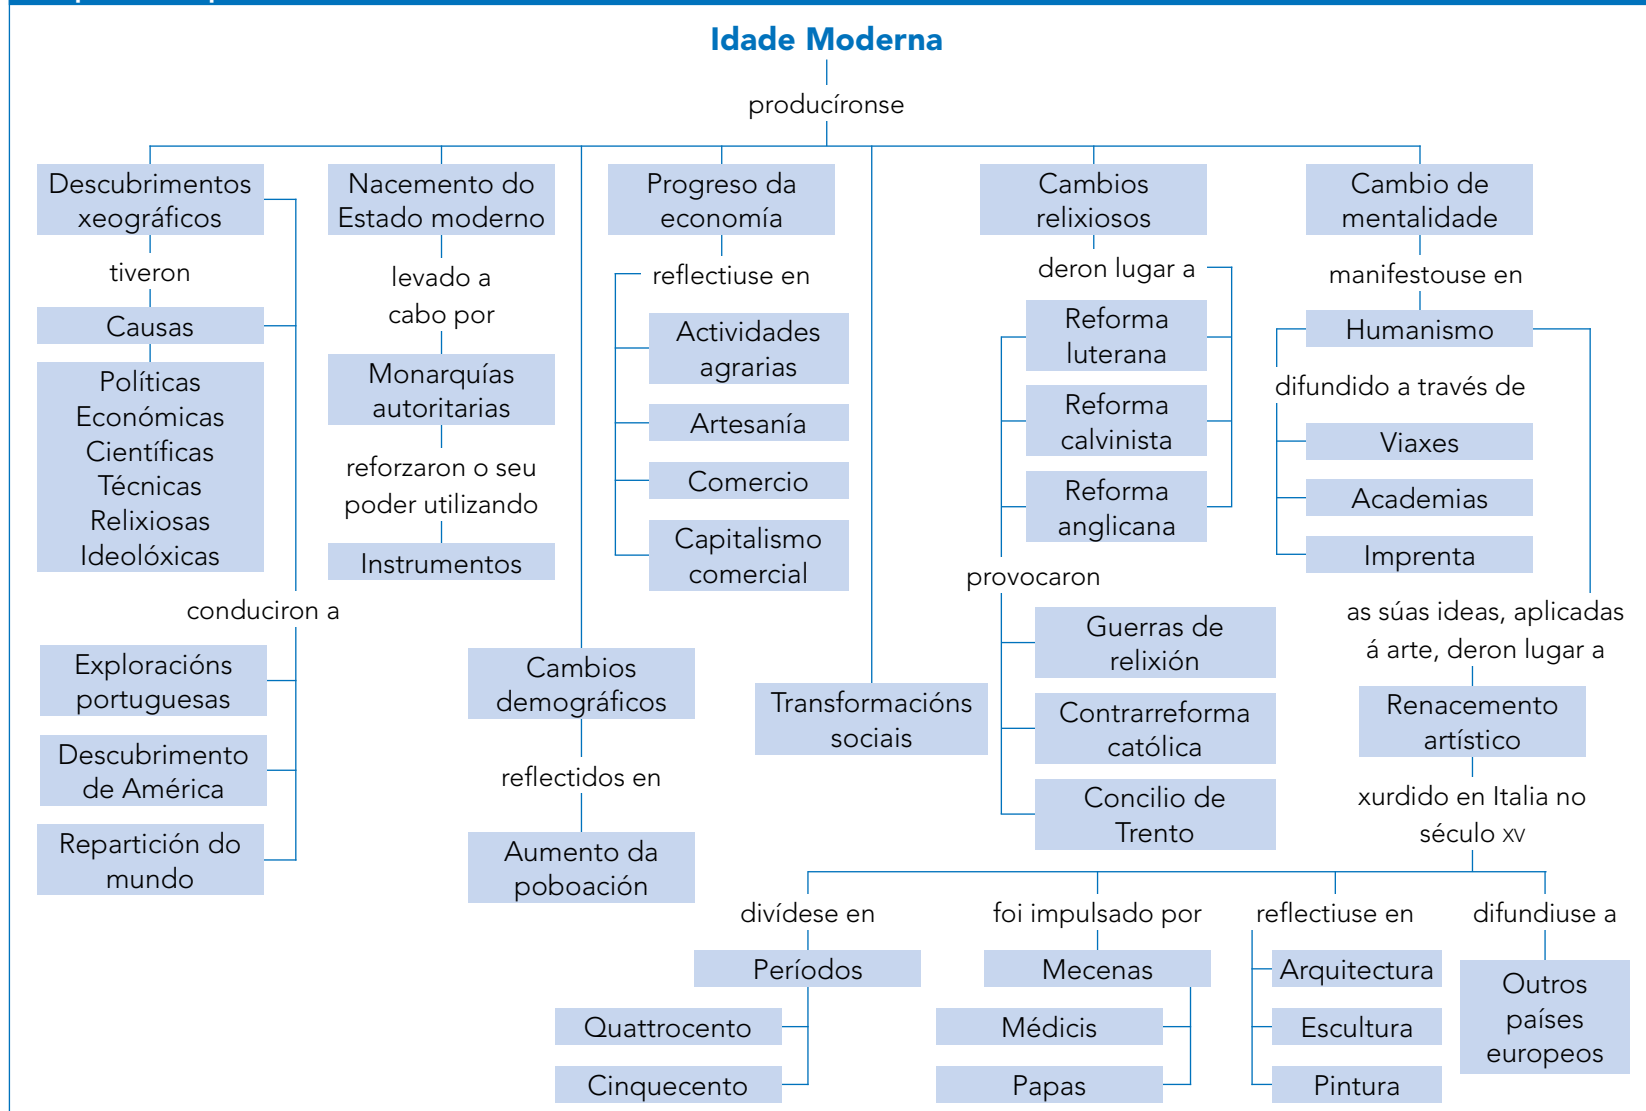 Idade Moderna
producíronse
Descubrimentos
xeográficos
tiveron
Causas
Políticas
Económicas
Científicas
Técnicas
Relixiosas
Ideolóxicas
conduciron a
Exploracións
portuguesas
Descubrimento
de América
Repartición do
mundo
Nacemento do
Estado moderno
levado a
cabo por
Monarquías
autoritarias
reforzaron o seu
poder utilizando
Instrumentos
Cambios
demográficos
reflectidos en
Aumento da
poboación
Progreso da
economía
reflectiuse en
Actividades
agrarias
Artesanía
Comercio
Capitalismo
comercial
Transformacións
sociais
Cambios
relixiosos
deron lugar a
Reforma
luterana
Reforma
calvinista
Reforma
anglicana
provocaron
Guerras de
relixión
Contrarreforma
católica
Concilio de
Trento
Cambio de
mentalidade
manifestouse en
Humanismo
difundido a través de
Viaxes
Academias
Imprenta
as súas ideas, aplicadas
á arte, deron lugar a
Renacemento
artístico
xurdido en Italia no
século XV
divídese en
Períodos
Quattrocento
Cinquecento
foi impulsado por
Mecenas
Médicis
Papas
reflectiuse en
Arquitectura
Escultura
Pintura
difundiuse a
Outros
países
europeos